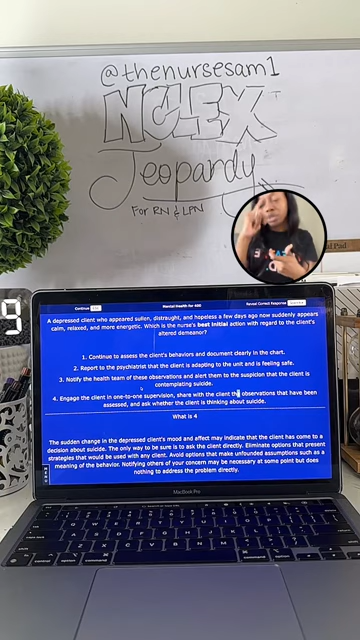 @thenursesam1
NCLEX
Jeopardy
For RN & LPN
9
Continue
Mental Health for 400
Reveal Correct Response
A depressed client who appeared sullen, distraught, and hopeless a few days ago now suddenly appears
calm, relaxed, and more energetic. Which is the nurse's best initial action with regard to the client's
altered demeanor?
1. Continue to assess the client's behaviors and document clearly in the chart.
2. Report to the psychiatrist that the client is adapting to the unit and is feeling safe.
3. Notify the health team of these observations and alert them to the suspicion that the client is
contemplating suicide.
4. Engage the client in one-to-one supervision, share with the client the observations that have been
assessed, and ask whether the client is thinking about suicide.
What is 4
The sudden change in the depressed client's mood and affect may indicate that the client has come to a
decision about suicide. The only way to be sure is to ask the client directly. Eliminate options that present
strategies that would be used with any client. Avoid options that make unfounded assumptions such as a
meaning of the behavior. Notifying others of your concern may be necessary at some point but does
nothing to address the problem directly.
MacBook Pro